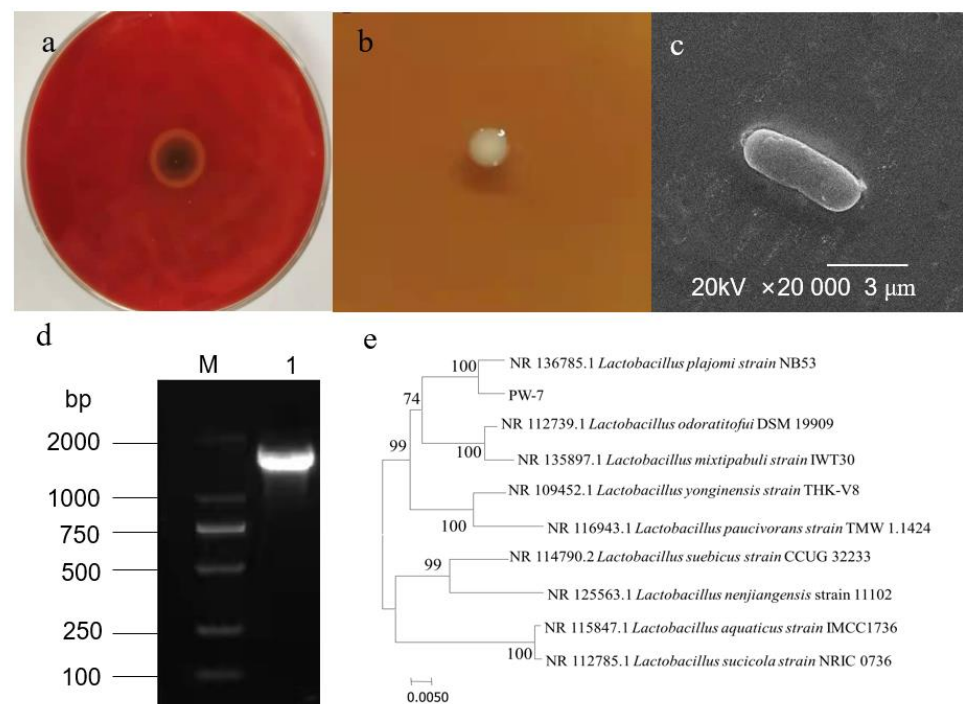 a
b
c
20kV ×20 000 3 μm
d
M 1
bp
2000
1000
750
500
250
100
e
100
NR 136785.1 Lactobacillus plajomi strain NB53
PW-7
74
99
NR 112739.1 Lactobacillus odoratitofui DSM 19909
100
NR 135897.1 Lactobacillus mixtipabuli strain IWT30
NR 109452.1 Lactobacillus yonginensis strain THK-V8
100
NR 116943.1 Lactobacillus paucivorans strain TMW 1.1424
99
NR 114790.2 Lactobacillus suebicus strain CCUG 32233
NR 125563.1 Lactobacillus nenjiangensis strain 11102
NR 115847.1 Lactobacillus aquaticus strain IMCC1736
100
NR 112785.1 Lactobacillus sucicola strain NRIC 0736
0.0050